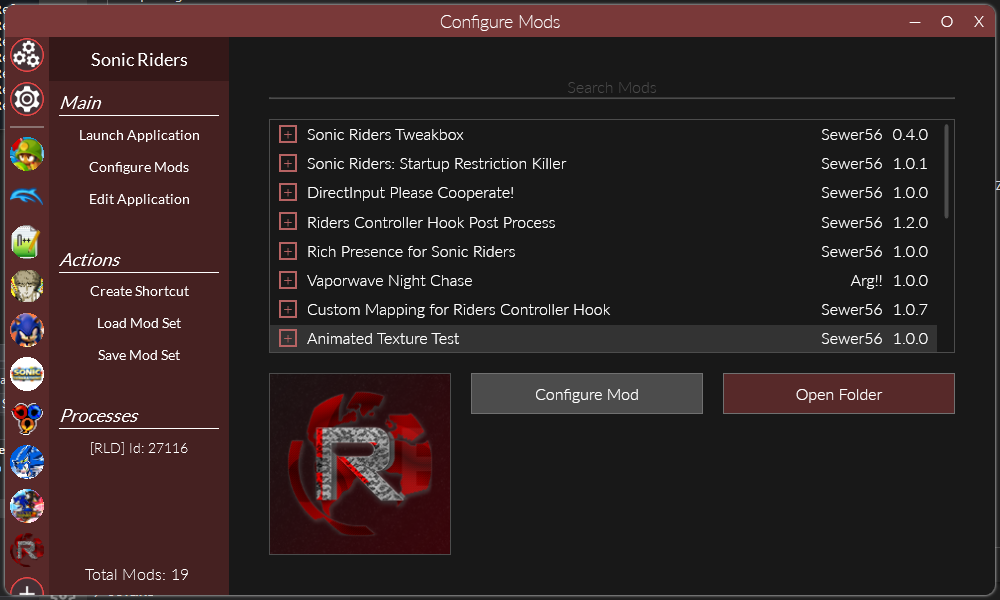 Configure Mods
Sonic Riders
Main
Launch Application
Configure Mods
Edit Application
Actions
Create Shortcut
Load Mod Set
Save Mod Set
Processes
[RLD] Id: 27116
Total Mods: 19
Search Mods
Sonic Riders Tweakbox Sewer56 0.4.0
Sonic Riders: Startup Restriction Killer Sewer56 1.0.1
DirectInput Please Cooperate! Sewer56 1.0.0
Riders Controller Hook Post Process Sewer56 1.2.0
Rich Presence for Sonic Riders Sewer56 1.0.0
Vaporwave Night Chase Arg!! 1.0.0
Custom Mapping for Riders Controller Hook Sewer56 1.0.7
Animated Texture Test Sewer56 1.0.0
R
Configure Mod
Open Folder